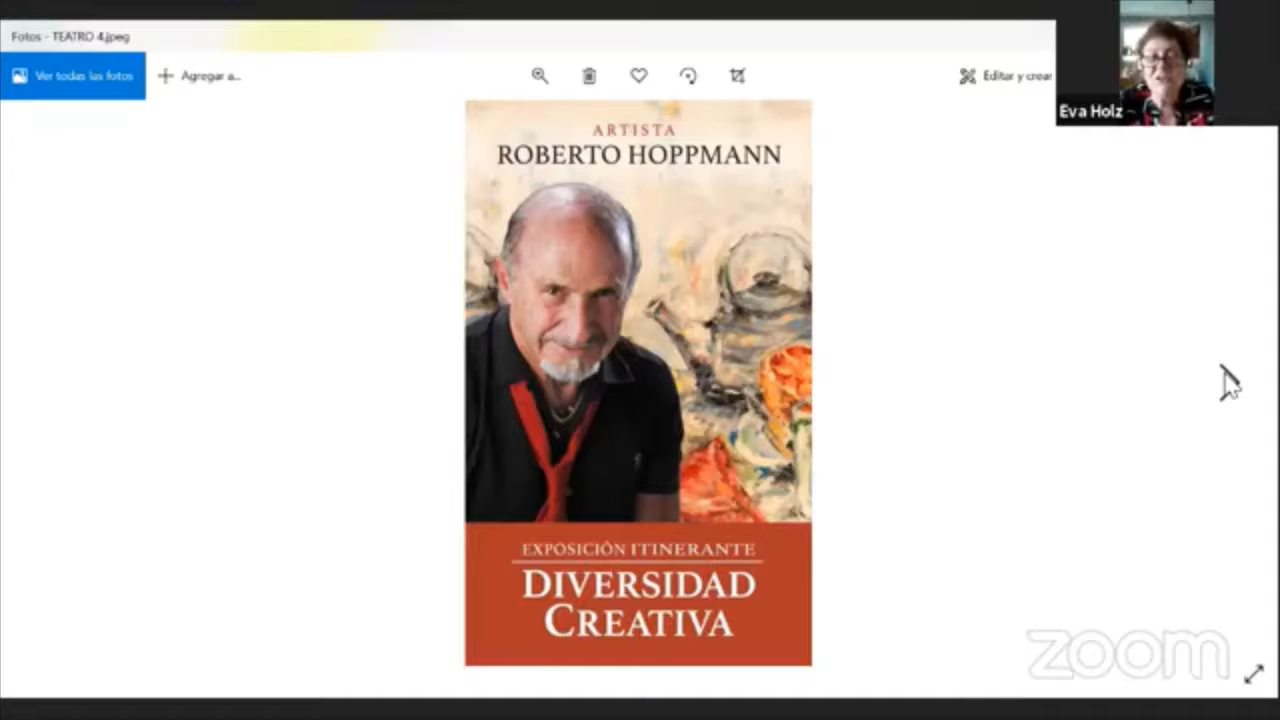 Fotos - TEATRO 4.jpeg
Ver todas las fotos
Agregar a...
Editar y crear
Eva Holz
ARTISTA
ROBERTO HOPPMANN
EXPOSICIÓN ITINERANTE
DIVERSIDAD
CREATIVA
zoom